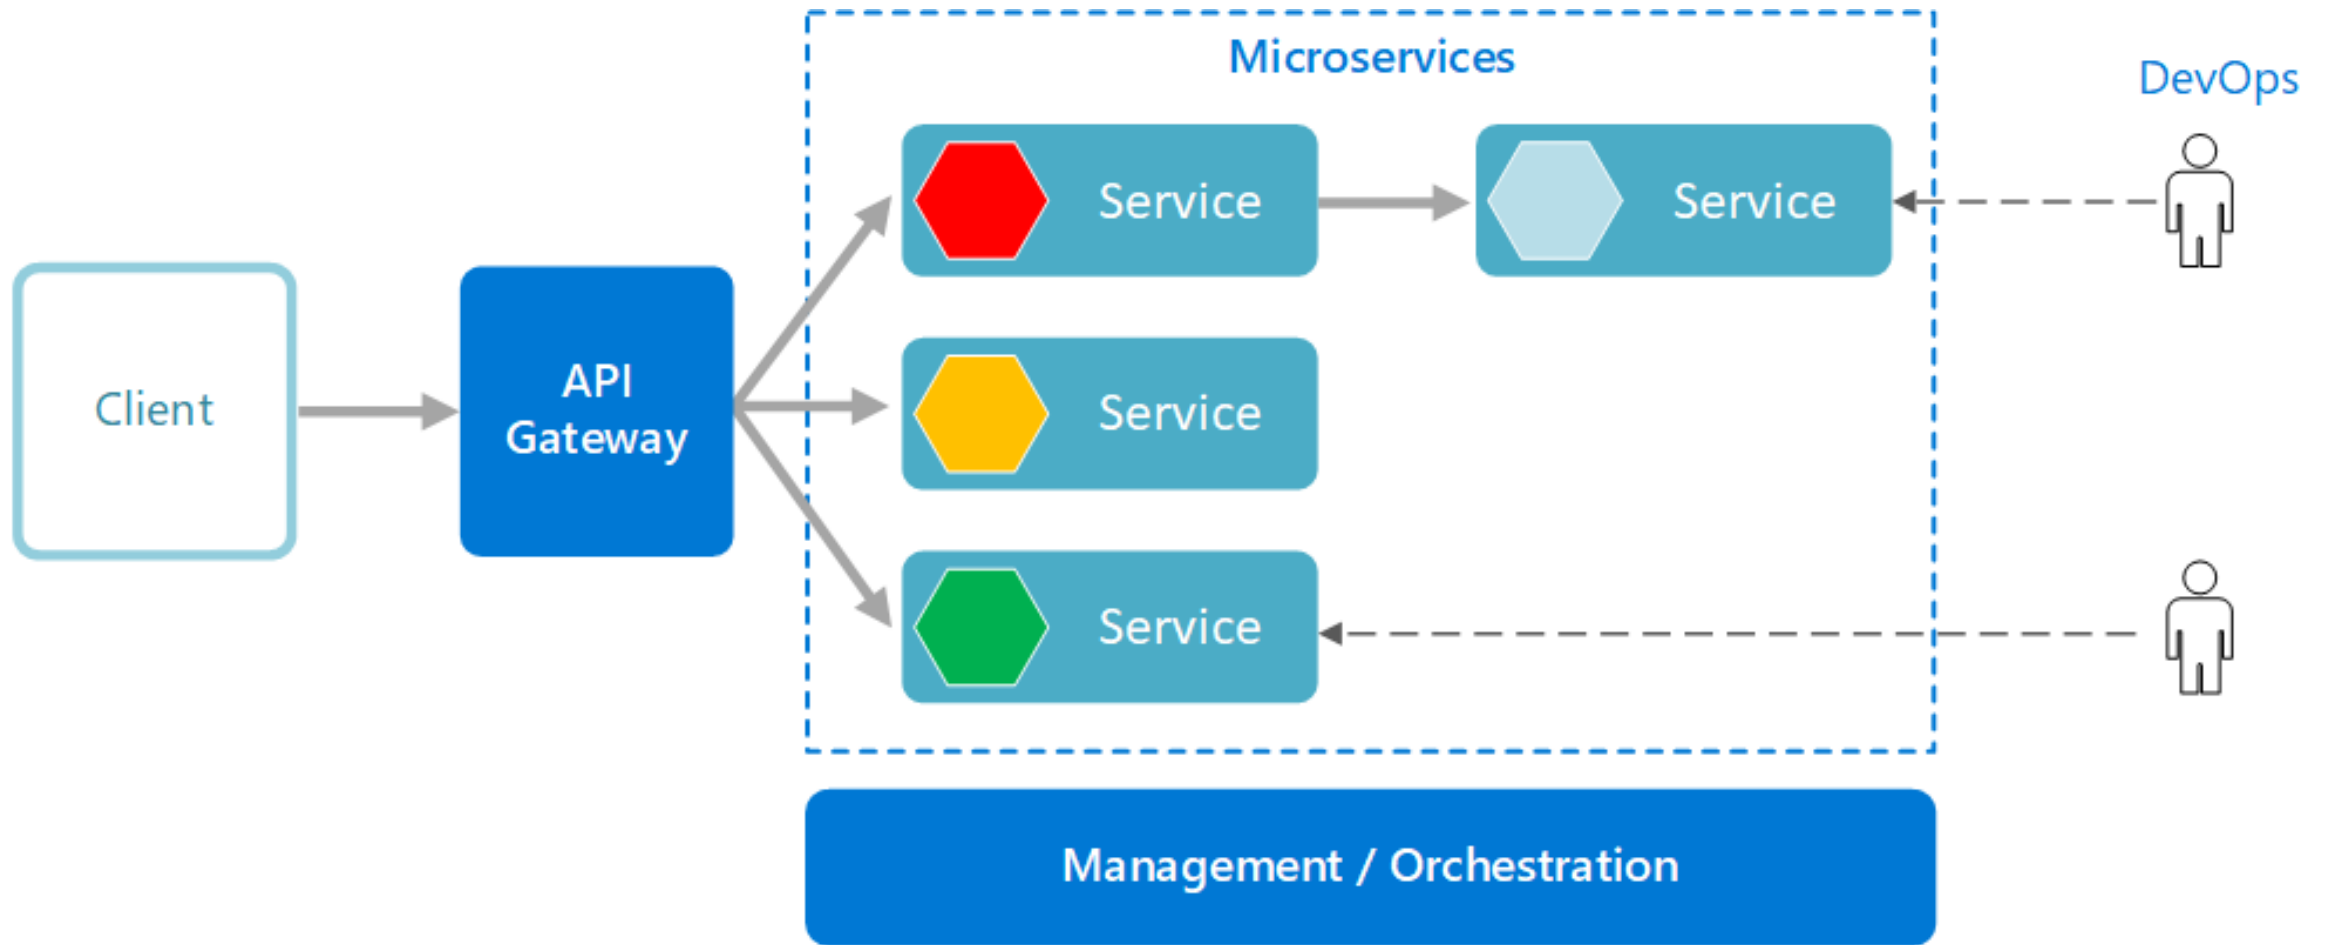 Microservices
DevOps
Service
Service
Client
API
Gateway
Service
Service
Management / Orchestration